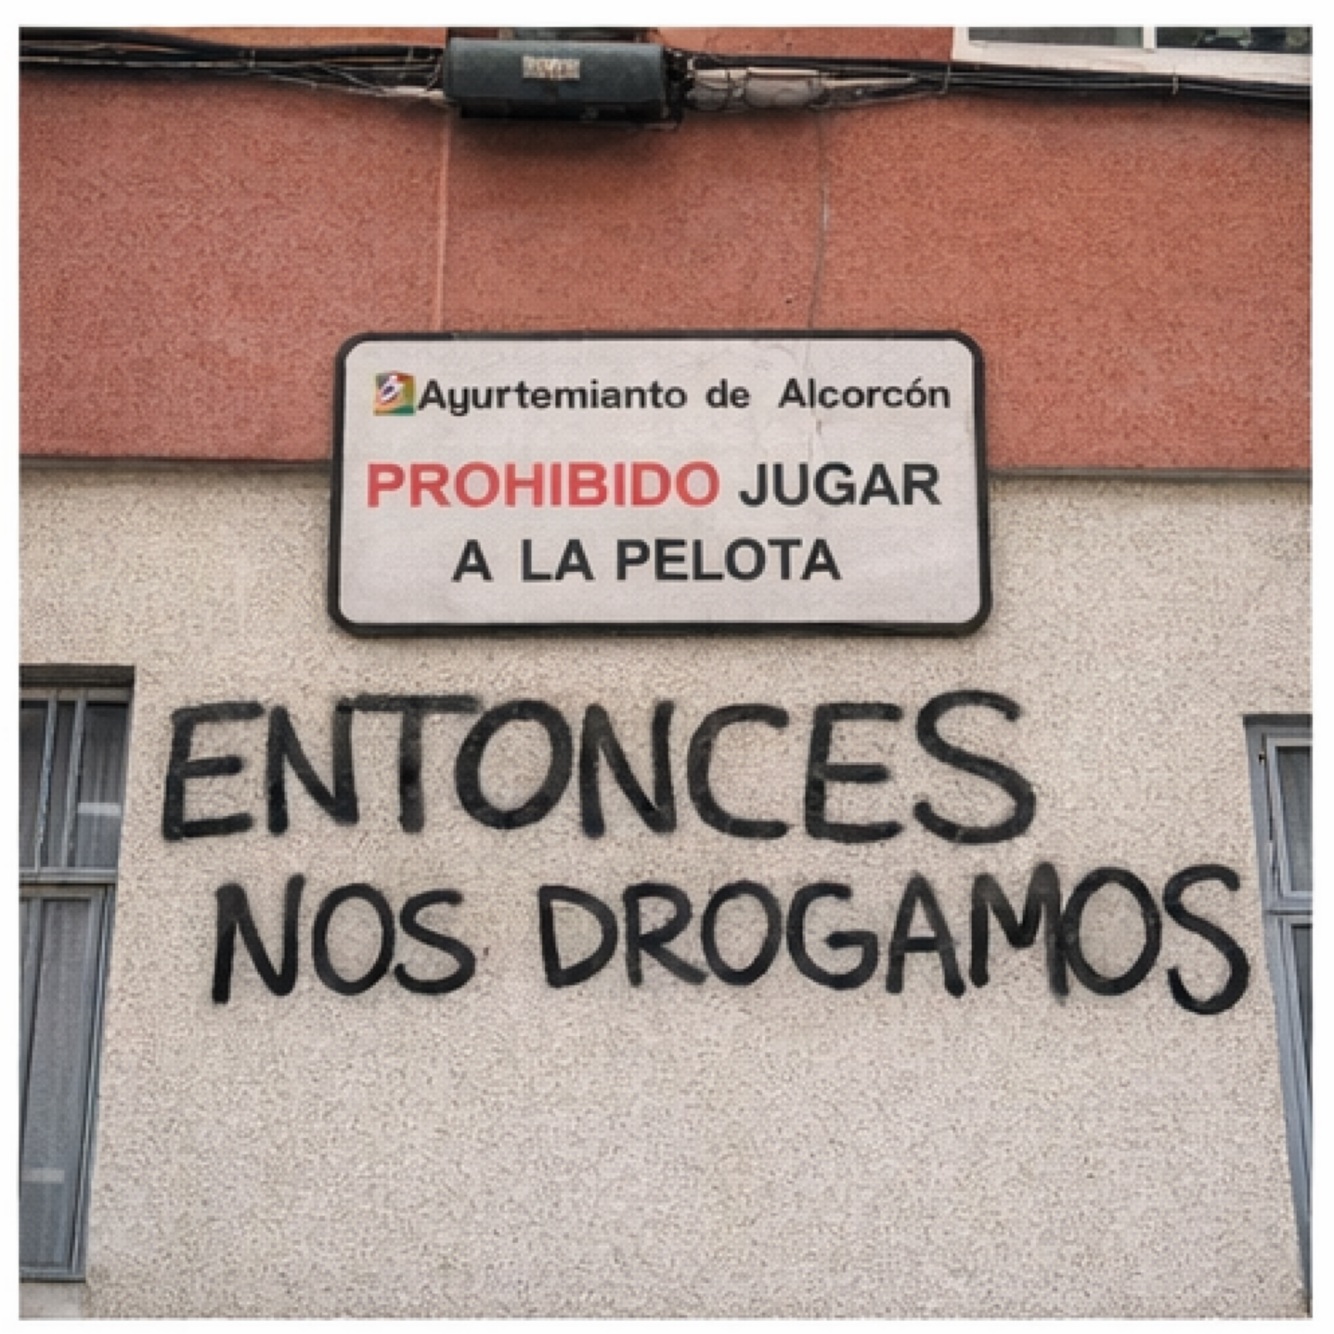 Ayurtemianto de Alcorcón
PROHIBIDO JUGAR
A LA PELOTA
ENTONCES
NOS DROGAMOS